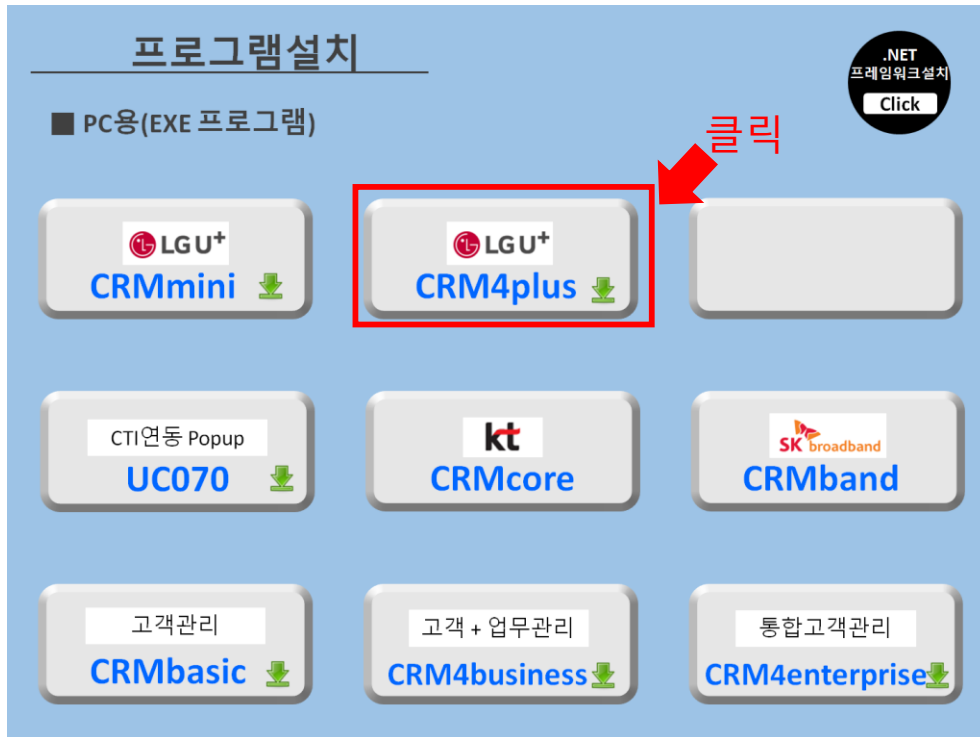 프로그램설치
.NET
프레임워크설치
Click
■ PC용(EXE 프로그램)
클릭
LG U+
CRMmini
LG U+
CRM4plus
CTI연동 Popup
UC070
kt
CRMcore
SK broadband
CRMband
고객관리
CRMbasic
고객 + 업무관리
CRM4business
통합고객관리
CRM4enterprise